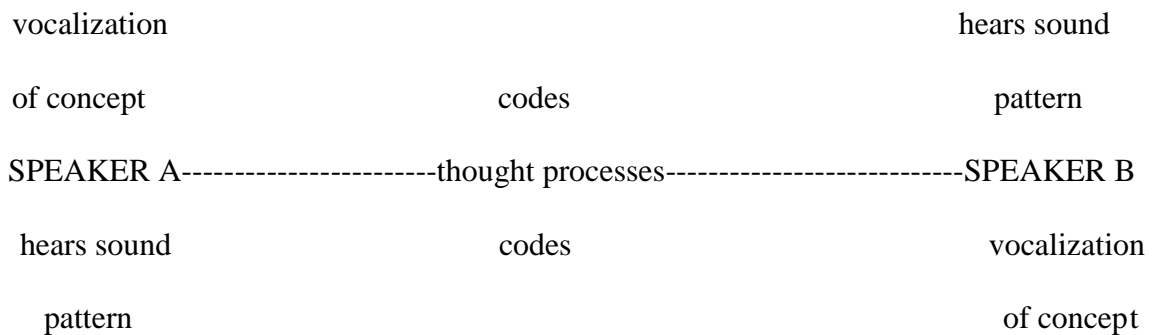 vocalization hears sound
of concept codes pattern
SPEAKER A------------------------thought processes----------------------------SPEAKER B
hears sound codes vocalization
pattern of concept